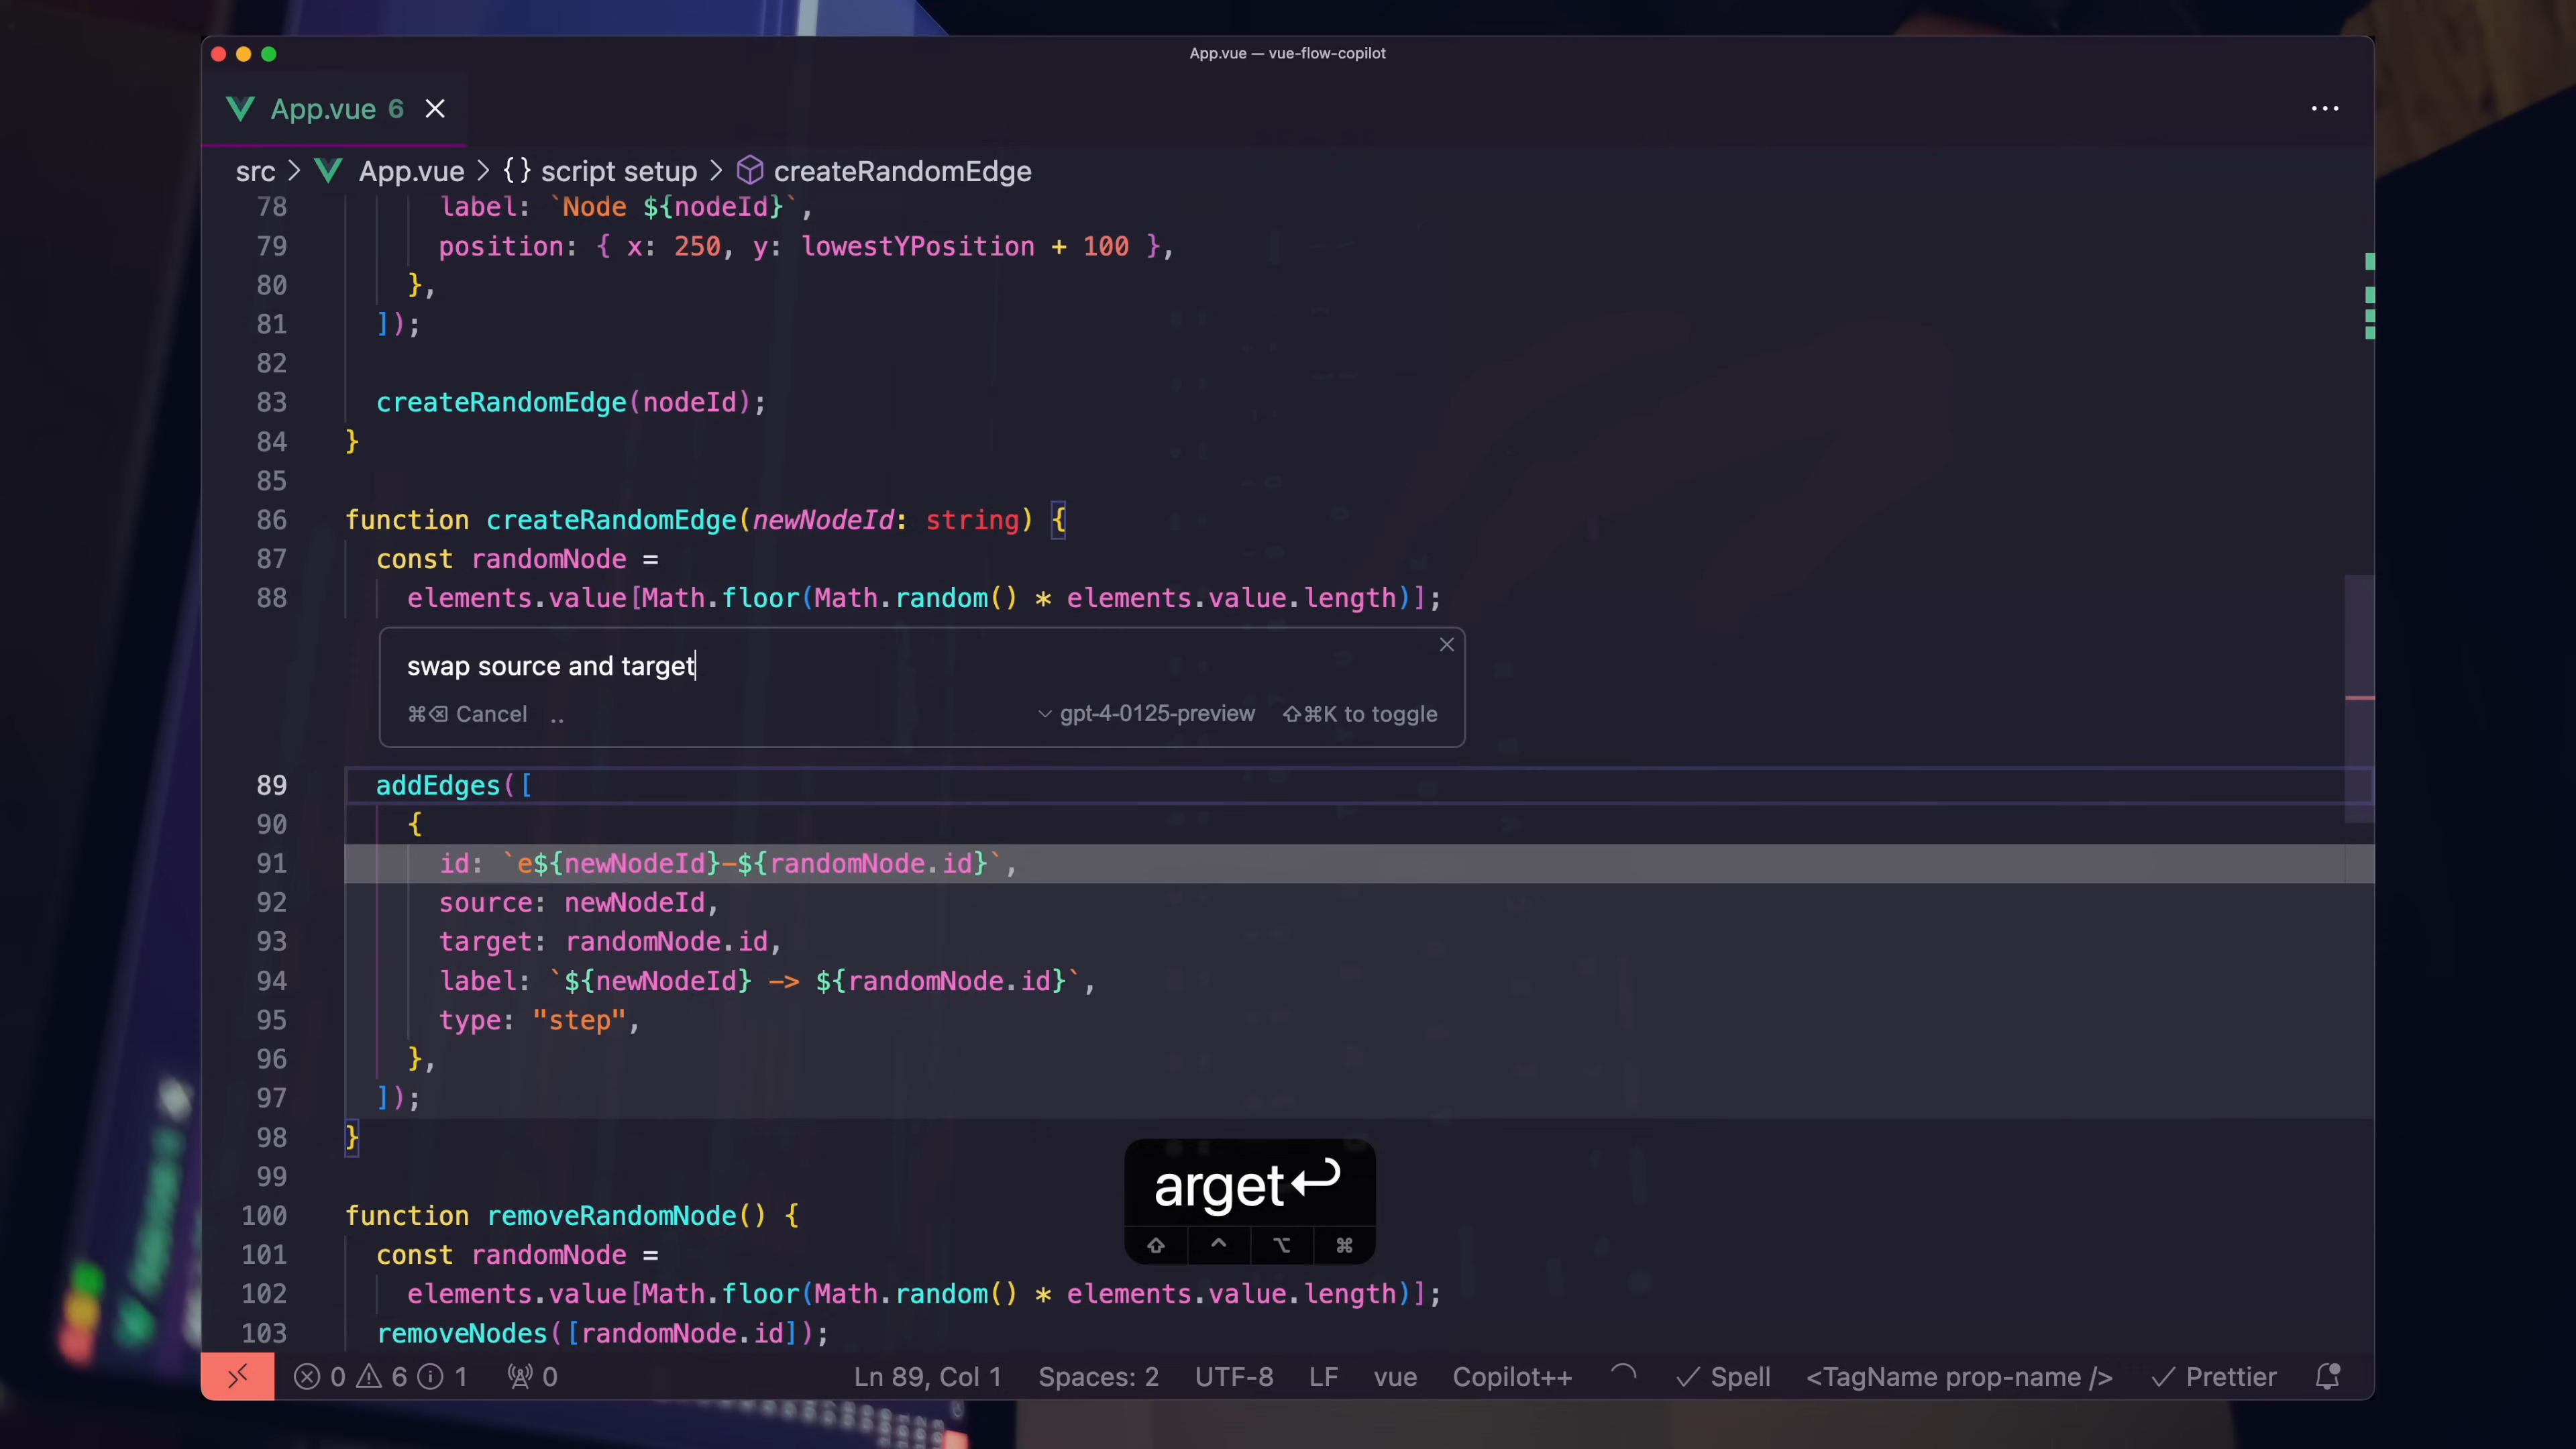 App.vue — vue-flow-copilot
App.vue 6
src > App.vue > {} script setup > createRandomEdge
78 label: `Node ${nodeId}`,
79 position: { x: 250, y: lowestYPosition + 100 },
80 },
81 ]);
82
83 createRandomEdge(nodeId);
84 }
85
86 function createRandomEdge(newNodeId: string) {
87 const randomNode =
88 elements.value[Math.floor(Math.random() * elements.value.length)];
swap source and target
⌘⌫ Cancel .. gpt-4-0125-preview ⇧⌘K to toggle
89 addEdges([
90 {
91 id: `e${newNodeId}-${randomNode.id}`,
92 source: newNodeId,
93 target: randomNode.id,
94 label: `${newNodeId} -> ${randomNode.id}`,
95 type: "step",
96 },
97 ]);
98 }
99
100 function removeRandomNode() {
101 const randomNode =
102 elements.value[Math.floor(Math.random() * elements.value.length)];
103 removeNodes([randomNode.id]);
arget↩
⇧ ⌃ ⌥ ⌘
0 6 1 0 Ln 89, Col 1 Spaces: 2 UTF-8 LF vue Copilot++ ✓ Spell <TagName prop-name /> ✓ Prettier